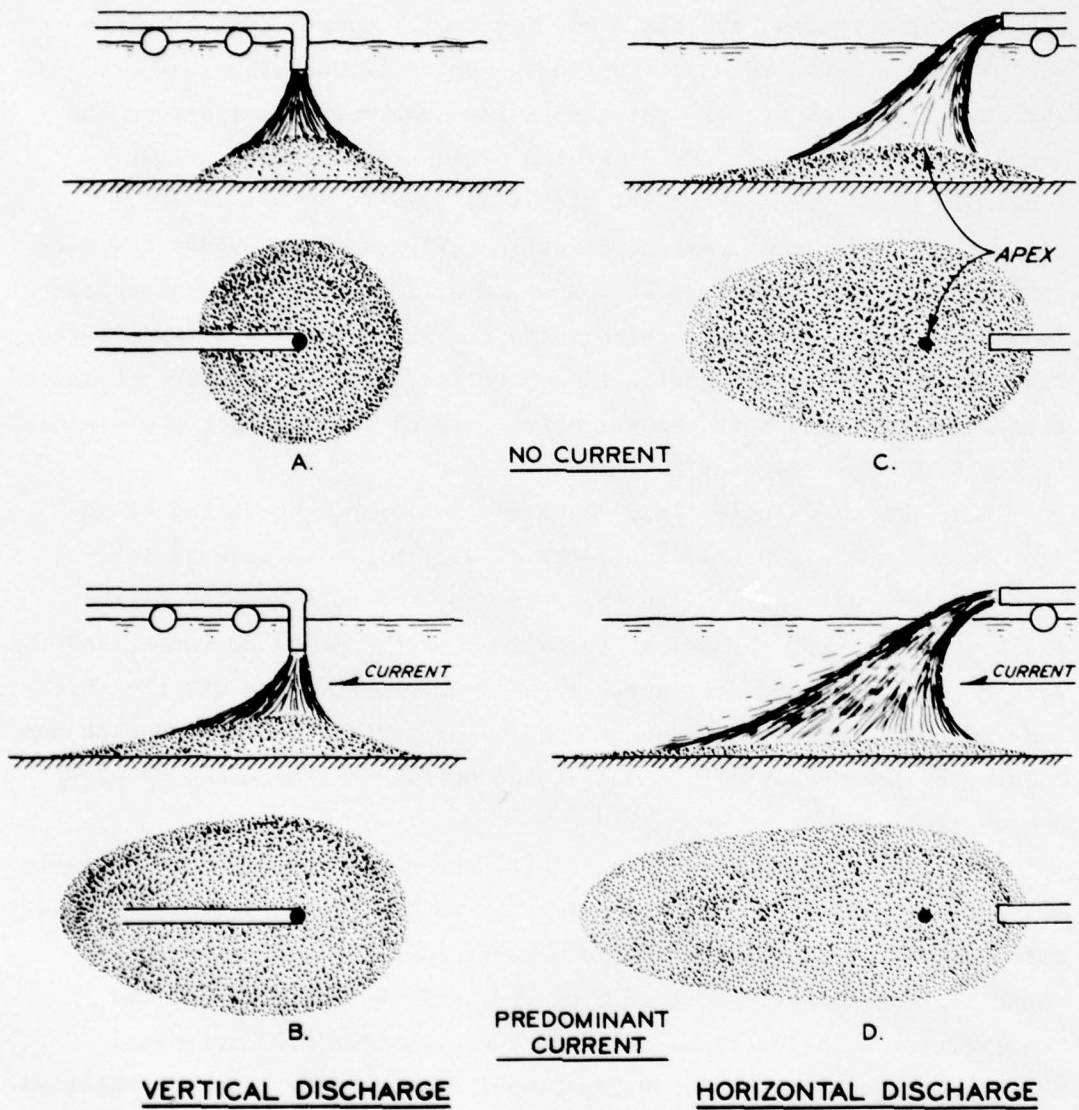 APEX
A.
NO CURRENT
C.
CURRENT
CURRENT
B.
PREDOMINANT
CURRENT
D.
VERTICAL DISCHARGE
HORIZONTAL DISCHARGE